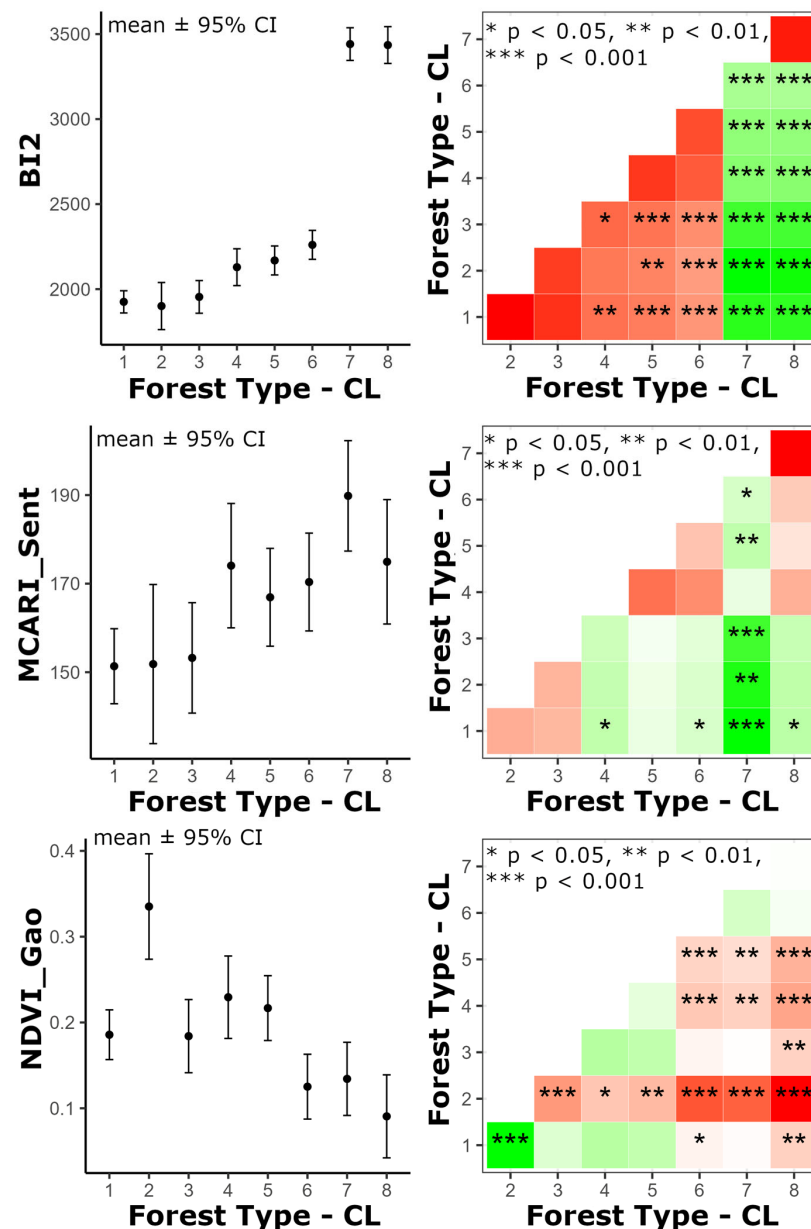 mean ± 95% CI
3500
3000
2500
2000
BI2
1 2 3 4 5 6 7 8
Forest Type - CL
* p < 0.05, ** p < 0.01,
*** p < 0.001
Forest Type - CL
7
6 *** ***
5 *** ***
4 *** ***
3 * *** *** *** ***
2 ** *** *** ***
1 ** *** *** *** ***
2 3 4 5 6 7 8
Forest Type - CL
mean ± 95% CI
190
170
150
MCARI_Sent
1 2 3 4 5 6 7 8
Forest Type - CL
* p < 0.05, ** p < 0.01,
*** p < 0.001
Forest Type - CL
7
6 *
5 **
4
3 ***
2 **
1 * * *** *
2 3 4 5 6 7 8
Forest Type - CL
mean ± 95% CI
0.4
0.3
0.2
0.1
NDVI_Gao
1 2 3 4 5 6 7 8
Forest Type - CL
* p < 0.05, ** p < 0.01,
*** p < 0.001
Forest Type - CL
7
6
5 *** ** ***
4 *** ** ***
3 **
2 *** * ** *** *** ***
1 *** * **
2 3 4 5 6 7 8
Forest Type - CL